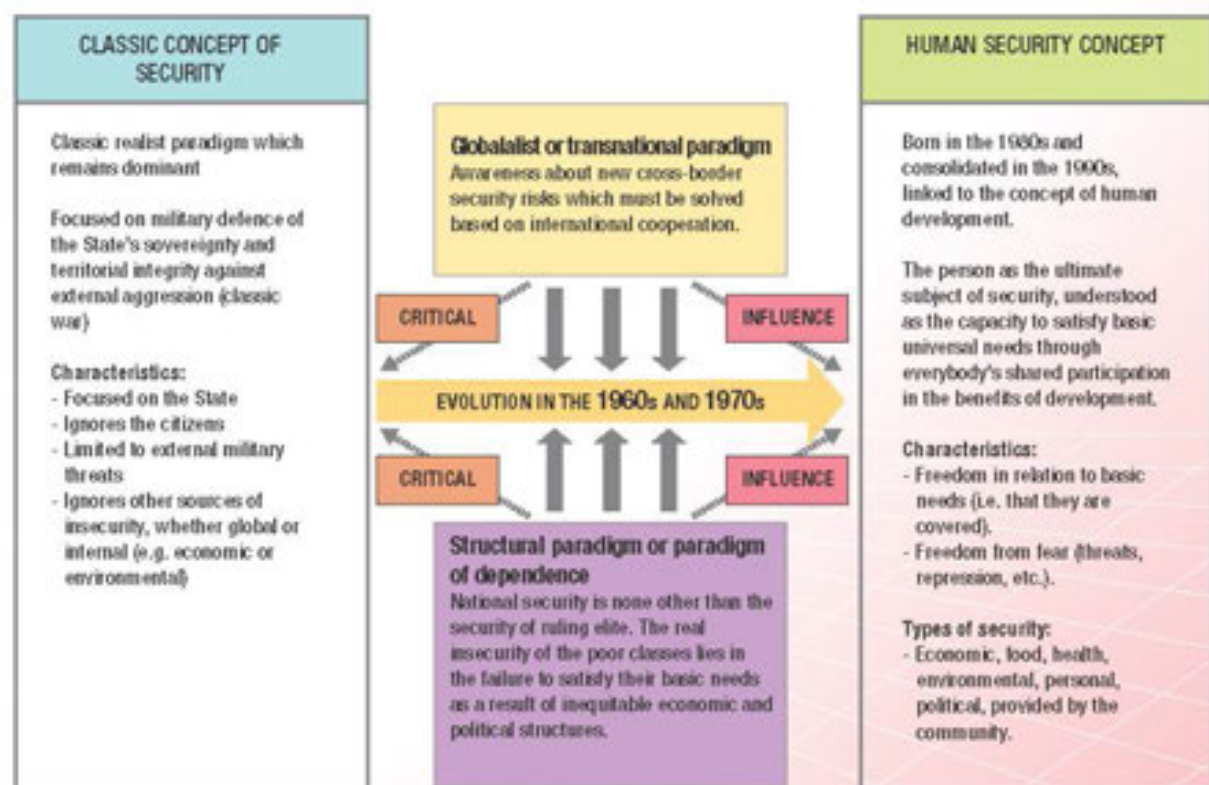 CLASSIC CONCEPT OF
SECURITY
Classic realist paradigm which
remains dominant
Focused on military defence of
the State's sovereignty and
territorial integrity against
external aggression (classic
war)
Characteristics:
- Focused on the State
- Ignores the citizens
- Limited to external military
threats
- Ignores other sources of
insecurity, whether global or
internal (e.g. economic or
environmental)
Globalalist or transnational paradigm
Awareness about new cross-border
security risks which must be solved
based on international cooperation.
CRITICAL
INFLUENCE
EVOLUTION IN THE 1960s AND 1970s
CRITICAL
INFLUENCE
Structural paradigm or paradigm
of dependence
National security is none other than the
security of ruling elite. The real
insecurity of the poor classes lies in
the failure to satisfy their basic needs
as a result of inequitable economic and
political structures.
HUMAN SECURITY CONCEPT
Born in the 1980s and
consolidated in the 1990s,
linked to the concept of human
development.
The person as the ultimate
subject of security, understood
as the capacity to satisfy basic
universal needs through
everybody's shared participation
in the benefits of development.
Characteristics:
- Freedom in relation to basic
needs (i.e. that they are
covered).
- Freedom from fear (threats,
repression, etc.).
Types of security:
- Economic, food, health,
environmental, personal,
political, provided by the
community.